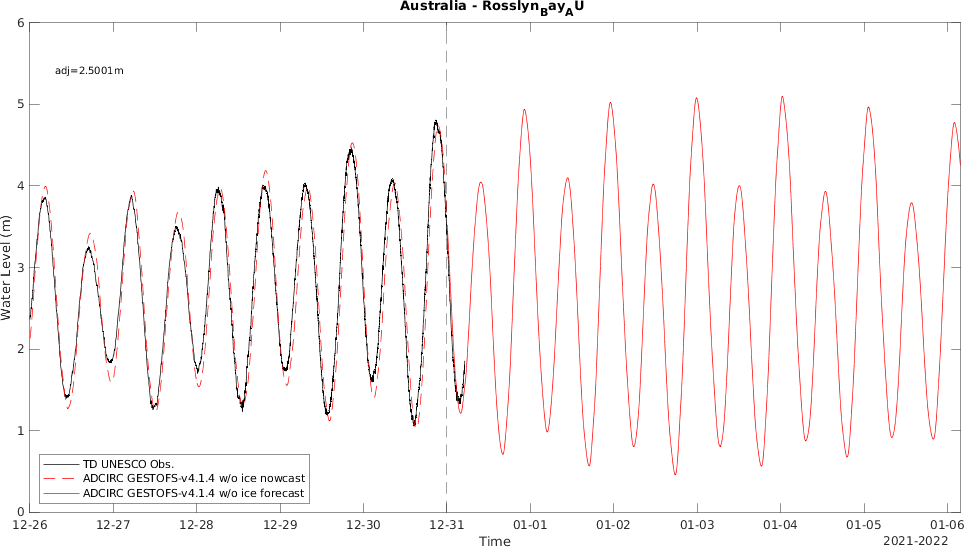 Australia - Rosslyn_Bay_AU
6
adj=2.5001m
5
4
3
2
1
0
Water Level (m)
TD UNESCO Obs.
ADCIRC GESTOFS-v4.1.4 w/o ice nowcast
ADCIRC GESTOFS-v4.1.4 w/o ice forecast
12-26 12-27 12-28 12-29 12-30 12-31 01-01 01-02 01-03 01-04 01-05 01-06
Time
2021-2022